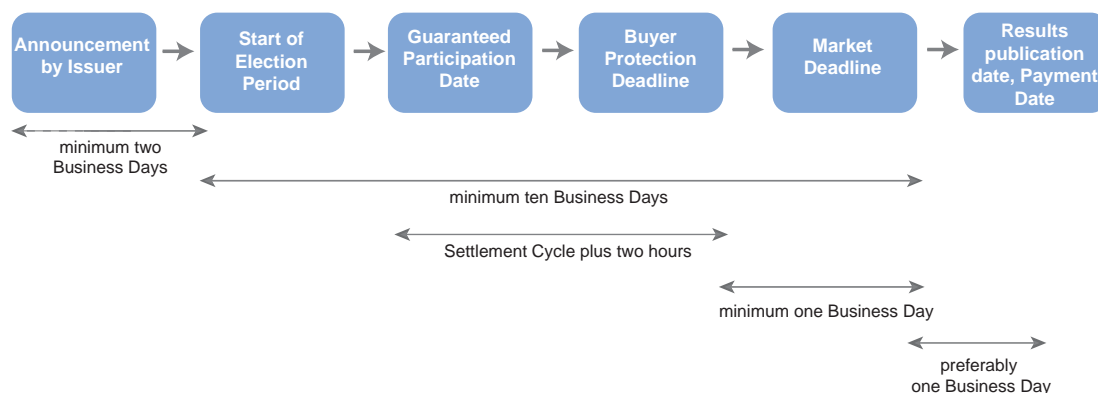 Announcement
by Issuer
Start of
Election
Period
Guaranteed
Participation
Date
Buyer
Protection
Deadline
Market
Deadline
Results
publication
date, Payment
Date
minimum two
Business Days
minimum ten Business Days
Settlement Cycle plus two hours
minimum one Business Day
preferably
one Business Day